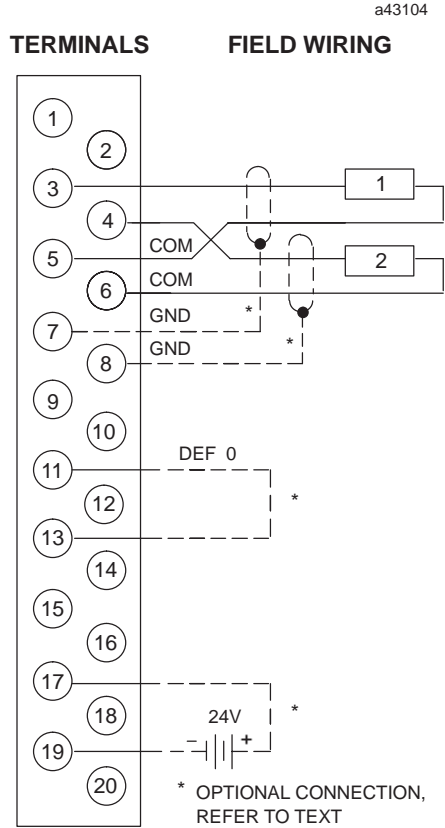 a43104
TERMINALS FIELD WIRING
1
2
3 1
4
5 COM
2
6 COM
7 GND *
8 GND *
9
10
11 DEF 0
12 *
13
14
15
16
17
18 24V *
19 − +
20
* OPTIONAL CONNECTION,
REFER TO TEXT